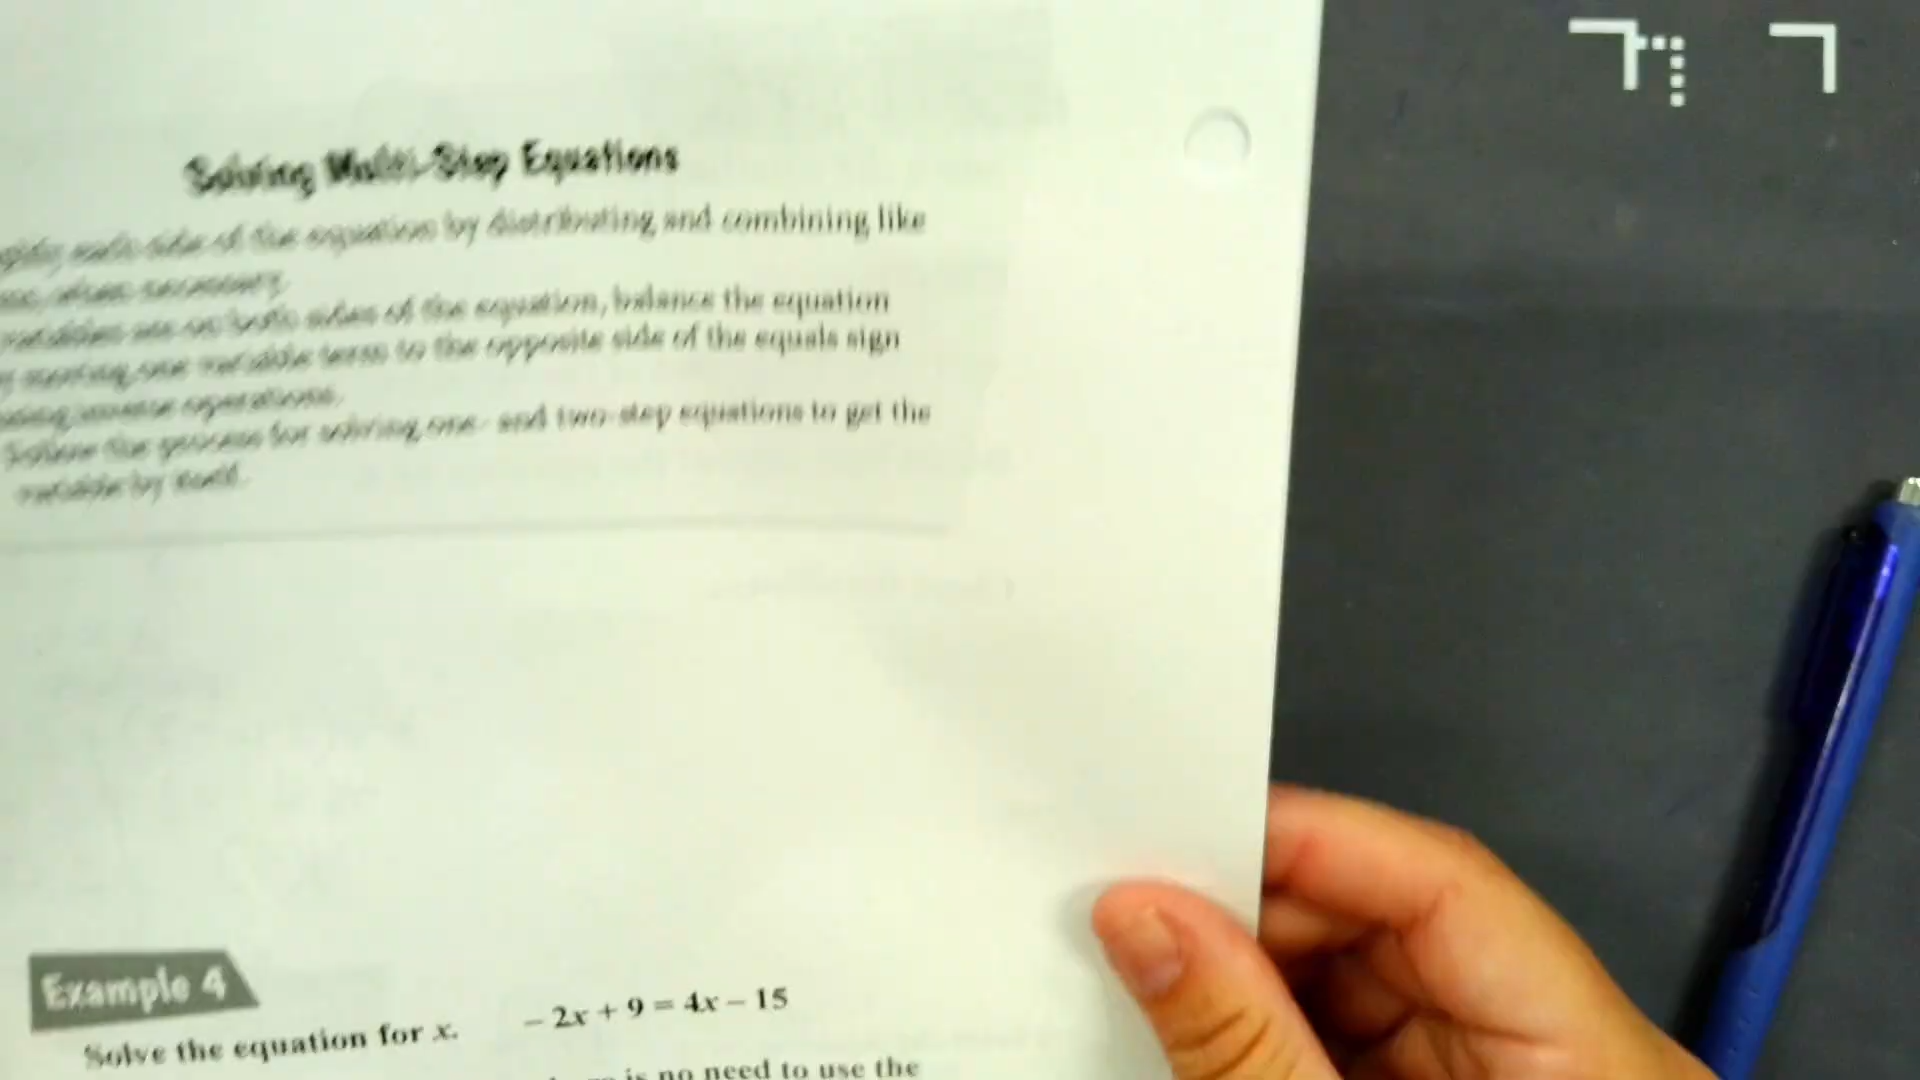 Solving Multi-Step Equations
each side of the equation by distributing and combining like
when necessary.
variables are on both sides of the equation, balance the equation
moving one variable term to the opposite side of the equals sign
using inverse operations.
Follow the process for solving one- and two-step equations to get the
variable by itself.
Example 4
Solve the equation for x. – 2x + 9 = 4x – 15
is no need to use the